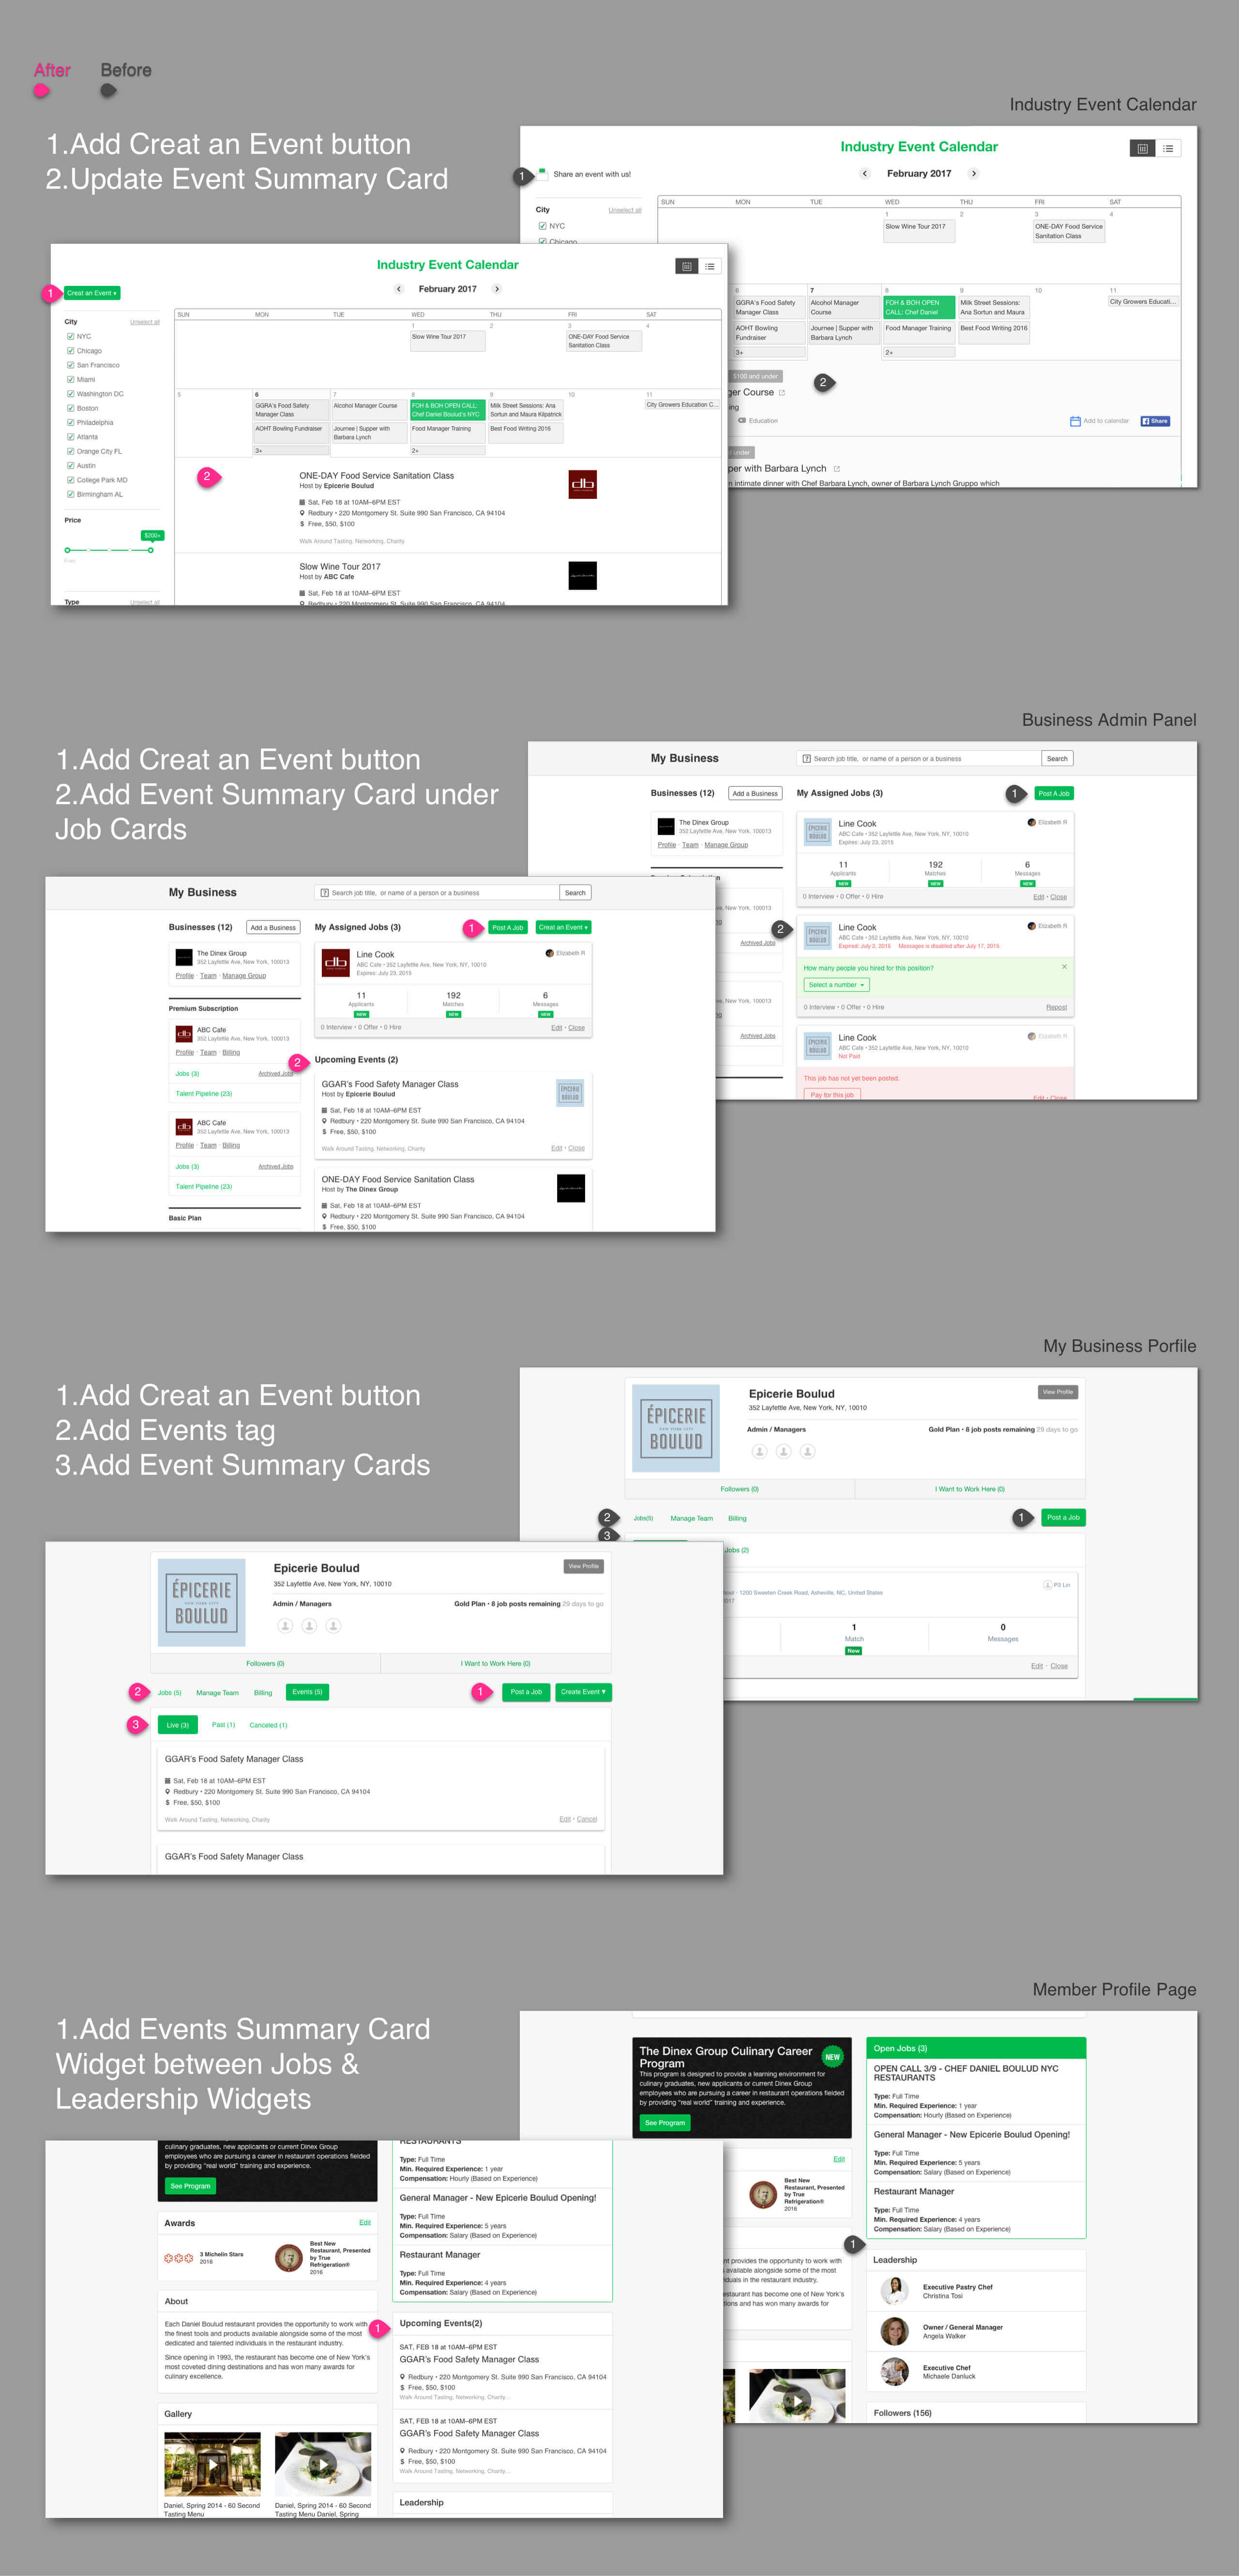 After
Before
Industry Event Calendar
1.Add Creat an Event button
2.Update Event Summary Card
Industry Event Calendar
1
Share an event with us!
February 2017
City
Unselect all
NYC
Chicago
SUN MON TUE WED THU FRI SAT
1 2 3 4
Slow Wine Tour 2017
ONE-DAY Food Service
Sanitation Class
6 7 8 9 10 11
GGRA's Food Safety
Manager Class
Alcohol Manager
Course
FOH & BOH OPEN
CALL: Chef Daniel
Milk Street Sessions:
Ana Sortun and Maura
City Growers Educati...
AOHT Bowling
Fundraiser
Journee | Supper with
Barbara Lynch
Food Manager Training
Best Food Writing 2016
3+
2+
$100 and under
2
ger Course
ing
Education
Add to calendar
Share
d under
per with Barbara Lynch
n intimate dinner with Chef Barbara Lynch, owner of Barbara Lynch Gruppo which
Industry Event Calendar
1
Creat an Event ▾
February 2017
City
Unselect all
NYC
Chicago
San Francisco
Miami
Washington DC
Boston
Philadelphia
Atlanta
Orange City FL
Austin
College Park MD
Birmingham AL
Price
$200+
Free
Type
Unselect all
SUN MON TUE WED THU FRI SAT
1 2 3 4
Slow Wine Tour 2017
ONE-DAY Food Service
Sanitation Class
5 6 7 8 9 10 11
GGRA's Food Safety
Manager Class
Alcohol Manager Course
FOH & BOH OPEN CALL:
Chef Daniel Boulud's NYC
Milk Street Sessions: Ana
Sortun and Maura Kilpatrick
City Growers Education C...
AOHT Bowling Fundraiser
Journee | Supper with
Barbara Lynch
Food Manager Training
Best Food Writing 2016
3+
2+
2
ONE-DAY Food Service Sanitation Class
Host by Epicerie Boulud
db
Sat, Feb 18 at 10AM–6PM EST
Redbury • 220 Montgomery St. Suite 990 San Francisco, CA 94104
$ Free, $50, $100
Walk Around Tasting, Networking, Charity
Slow Wine Tour 2017
Host by ABC Cafe
Sat, Feb 18 at 10AM–6PM EST
Redbury • 220 Montgomery St. Suite 990 San Francisco, CA 94104
Business Admin Panel
1.Add Creat an Event button
2.Add Event Summary Card under
Job Cards
My Business
Search job title, or name of a person or a business
Search
Businesses (12)
Add a Business
My Assigned Jobs (3)
1
Post A Job
The Dinex Group
352 Layfettle Ave, New York, 100013
Profile · Team · Manage Group
ÉPICERIE
BOULUD
Line Cook
ABC Cafe • 352 Layfettle Ave, New York, NY, 10010
Expires: July 23, 2015
Elizabeth R
11
Applicants
NEW
192
Matches
NEW
6
Messages
NEW
0 Interview • 0 Offer • 0 Hire
Edit • Close
ve, New York, 100013
Archived Jobs
2
ÉPICERIE
BOULUD
Line Cook
ABC Cafe • 352 Layfettle Ave, New York, NY, 10010
Expired: July 2, 2015 Messages is disabled after July 17, 2015.
Elizabeth R
How many people you hired for this position?
Select a number
0 Interview • 0 Offer • 0 Hire
Repost
ve, New York, 100013
Archived Jobs
ÉPICERIE
BOULUD
Line Cook
ABC Cafe • 352 Layfettle Ave, New York, NY, 10010
Not Paid
Elizabeth R
This job has not yet been posted.
Pay for this job
Edit • Close
My Business
Search job title, or name of a person or a business
Search
Businesses (12)
Add a Business
My Assigned Jobs (3)
1
Post A Job
Creat an Event ▾
The Dinex Group
352 Layfettle Ave, New York, 100013
Profile · Team · Manage Group
Premium Subscription
db
ABC Cafe
352 Layfettle Ave, New York, 100013
Profile · Team · Billing
Jobs (3)
Archived Jobs
Talent Pipeline (23)
db
ABC Cafe
352 Layfettle Ave, New York, 100013
Profile · Team · Billing
Jobs (3)
Archived Jobs
Talent Pipeline (23)
Basic Plan
db
Line Cook
ABC Cafe • 352 Layfettle Ave, New York, NY, 10010
Expires: July 23, 2015
Elizabeth R
11
Applicants
NEW
192
Matches
NEW
6
Messages
NEW
0 Interview • 0 Offer • 0 Hire
Edit • Close
2
Upcoming Events (2)
GGAR's Food Safety Manager Class
Host by Epicerie Boulud
ÉPICERIE
BOULUD
Sat, Feb 18 at 10AM–6PM EST
Redbury • 220 Montgomery St. Suite 990 San Francisco, CA 94104
$ Free, $50, $100
Walk Around Tasting, Networking, Charity
Edit • Close
ONE-DAY Food Service Sanitation Class
Host by The Dinex Group
Sat, Feb 18 at 10AM–6PM EST
Redbury • 220 Montgomery St. Suite 990 San Francisco, CA 94104
$ Free, $50, $100
My Business Porfile
1.Add Creat an Event button
2.Add Events tag
3.Add Event Summary Cards
ÉPICERIE
NEW YORK CITY
BOULUD
Epicerie Boulud
352 Layfettle Ave, New York, NY, 10010
View Profile
Admin / Managers
Gold Plan • 8 job posts remaining 29 days to go
Followers (0)
I Want to Work Here (0)
2
Jobs(5) Manage Team Billing
1
Post a Job
3
Jobs (2)
hool - 1200 Sweeten Creek Road, Asheville, NC, United States
2017
P3 Lin
1
Match
New
0
Messages
Edit · Close
ÉPICERIE
NEW YORK CITY
BOULUD
Epicerie Boulud
352 Layfettle Ave, New York, NY, 10010
View Profile
Admin / Managers
Gold Plan • 8 job posts remaining 29 days to go
Followers (0)
I Want to Work Here (0)
2
Jobs (5) Manage Team Billing Events (5)
1
Post a Job
Create Event ▼
3
Live (3) Past (1) Canceled (1)
GGAR's Food Safety Manager Class
Sat, Feb 18 at 10AM–6PM EST
Redbury • 220 Montgomery St. Suite 990 San Francisco, CA 94104
$ Free, $50, $100
Walk Around Tasting, Networking, Charity
Edit · Cancel
GGAR's Food Safety Manager Class
Member Profile Page
1.Add Events Summary Card
Widget between Jobs &
Leadership Widgets
The Dinex Group Culinary Career
Program
NEW
This program is designed to provide a learning environment for
culinary graduates, new applicants or current Dinex Group
employees who are pursuing a career in restaurant operations fielded
by providing "real world" training and experience.
See Program
Edit
Best New
Restaurant, Presented
by True
Refrigeration®
2016
nt provides the opportunity to work with
available alongside some of the most
iduals in the restaurant industry.
estaurant has become one of New York's
tions and has won many awards for
Open Jobs (3)
OPEN CALL 3/9 - CHEF DANIEL BOULUD NYC
RESTAURANTS
Type: Full Time
Min. Required Experience: 1 year
Compensation: Hourly (Based on Experience)
General Manager - New Epicerie Boulud Opening!
Type: Full Time
Min. Required Experience: 5 years
Compensation: Salary (Based on Experience)
Restaurant Manager
Type: Full Time
Min. Required Experience: 4 years
Compensation: Salary (Based on Experience)
1
Leadership
Executive Pastry Chef
Christina Tosi
Owner / General Manager
Angela Walker
Executive Chef
Michaele Danluck
Followers (156)
culinary graduates, new applicants or current Dinex Group
employees who are pursuing a career in restaurant operations fielded
by providing "real world" training and experience.
See Program
Awards
Edit
3 Michelin Stars
2016
Best New
Restaurant, Presented
by True
Refrigeration®
2016
About
Each Daniel Boulud restaurant provides the opportunity to work with
the finest tools and products available alongside some of the most
dedicated and talented individuals in the restaurant industry.
Since opening in 1993, the restaurant has become one of New York's
most coveted dining destinations and has won many awards for
culinary excellence.
Gallery
Daniel, Spring 2014 - 60 Second
Tasting Menu
Daniel, Spring 2014 - 60 Second
Tasting Menu Daniel, Spring
RESTAURANTS
Type: Full Time
Min. Required Experience: 1 year
Compensation: Hourly (Based on Experience)
General Manager - New Epicerie Boulud Opening!
Type: Full Time
Min. Required Experience: 5 years
Compensation: Salary (Based on Experience)
Restaurant Manager
Type: Full Time
Min. Required Experience: 4 years
Compensation: Salary (Based on Experience)
1
Upcoming Events(2)
SAT, FEB 18 at 10AM–6PM EST
GGAR's Food Safety Manager Class
Redbury • 220 Montgomery St. Suite 990 San Francisco, CA 94104
$ Free, $50, $100
Walk Around Tasting, Networking, Charity...
SAT, FEB 18 at 10AM–6PM EST
GGAR's Food Safety Manager Class
Redbury • 220 Montgomery St. Suite 990 San Francisco, CA 94104
$ Free, $50, $100
Walk Around Tasting, Networking, Charity...
Leadership